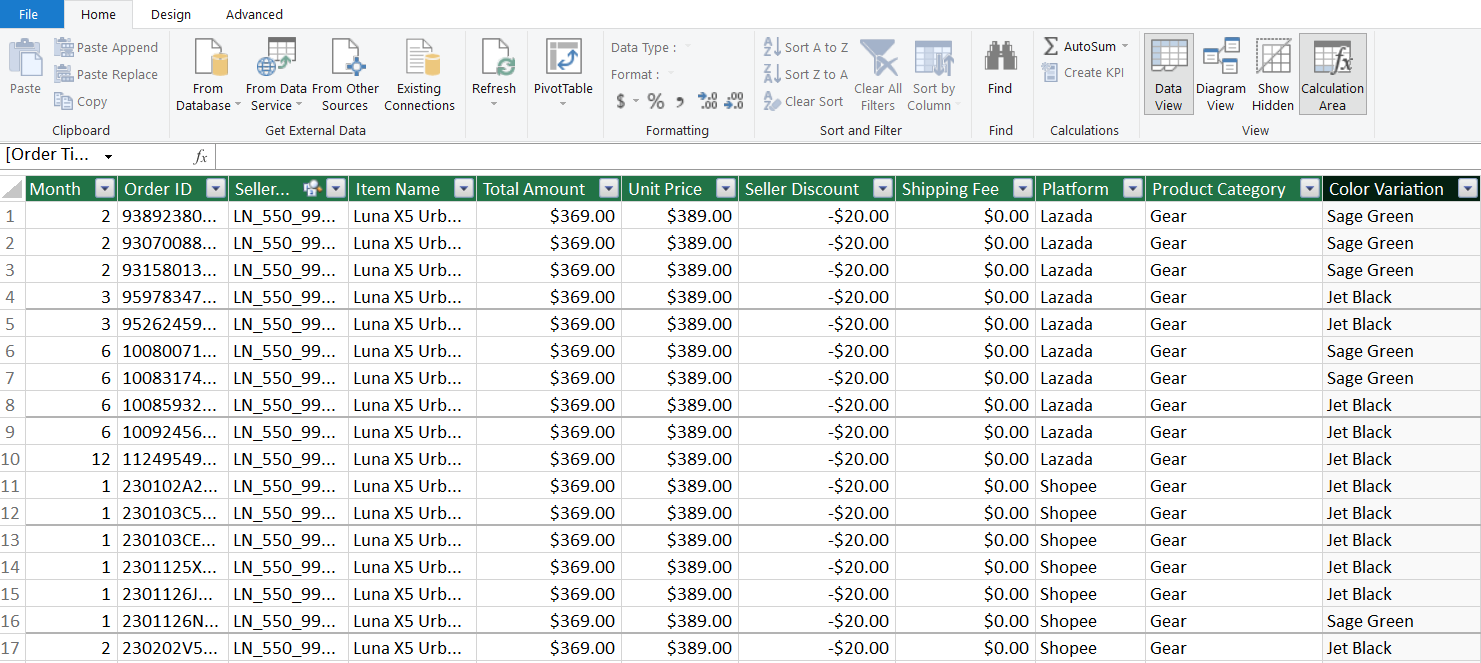 File Home Design Advanced
Paste Paste Append Paste Replace Copy
Clipboard
From Database From Data Service From Other Sources Existing Connections
Get External Data
Refresh
PivotTable
Data Type :
Format :
$ % ,
Formatting
Sort A to Z
Sort Z to A
Clear Sort
Clear All Filters Sort by Column
Sort and Filter
Find
Find
AutoSum
Create KPI
Calculations
Data View Diagram View Show Hidden Calculation Area
View
[Order Ti... fx
Month Order ID Seller... Item Name Total Amount Unit Price Seller Discount Shipping Fee Platform Product Category Color Variation
1 2 93892380... LN_550_99... Luna X5 Urb... $369.00 $389.00 -$20.00 $0.00 Lazada Gear Sage Green
2 2 93070088... LN_550_99... Luna X5 Urb... $369.00 $389.00 -$20.00 $0.00 Lazada Gear Sage Green
3 2 93158013... LN_550_99... Luna X5 Urb... $369.00 $389.00 -$20.00 $0.00 Lazada Gear Sage Green
4 3 95978347... LN_550_99... Luna X5 Urb... $369.00 $389.00 -$20.00 $0.00 Lazada Gear Jet Black
5 3 95262459... LN_550_99... Luna X5 Urb... $369.00 $389.00 -$20.00 $0.00 Lazada Gear Jet Black
6 6 10080071... LN_550_99... Luna X5 Urb... $369.00 $389.00 -$20.00 $0.00 Lazada Gear Sage Green
7 6 10083174... LN_550_99... Luna X5 Urb... $369.00 $389.00 -$20.00 $0.00 Lazada Gear Sage Green
8 6 10085932... LN_550_99... Luna X5 Urb... $369.00 $389.00 -$20.00 $0.00 Lazada Gear Jet Black
9 6 10092456... LN_550_99... Luna X5 Urb... $369.00 $389.00 -$20.00 $0.00 Lazada Gear Jet Black
10 12 11249549... LN_550_99... Luna X5 Urb... $369.00 $389.00 -$20.00 $0.00 Lazada Gear Jet Black
11 1 230102A2... LN_550_99... Luna X5 Urb... $369.00 $389.00 -$20.00 $0.00 Shopee Gear Jet Black
12 1 230103C5... LN_550_99... Luna X5 Urb... $369.00 $389.00 -$20.00 $0.00 Shopee Gear Jet Black
13 1 230103CE... LN_550_99... Luna X5 Urb... $369.00 $389.00 -$20.00 $0.00 Shopee Gear Jet Black
14 1 2301125X... LN_550_99... Luna X5 Urb... $369.00 $389.00 -$20.00 $0.00 Shopee Gear Jet Black
15 1 2301126J... LN_550_99... Luna X5 Urb... $369.00 $389.00 -$20.00 $0.00 Shopee Gear Jet Black
16 1 2301126N... LN_550_99... Luna X5 Urb... $369.00 $389.00 -$20.00 $0.00 Shopee Gear Sage Green
17 2 230202V5... LN_550_99... Luna X5 Urb... $369.00 $389.00 -$20.00 $0.00 Shopee Gear Jet Black